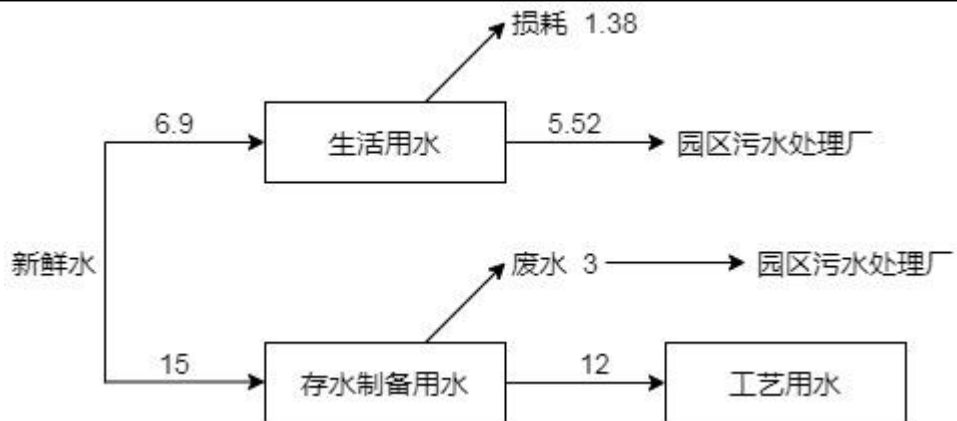 损耗 1.38
6.9
生活用水
5.52
园区污水处理厂
新鲜水
废水 3
园区污水处理厂
15
存水制备用水
12
工艺用水